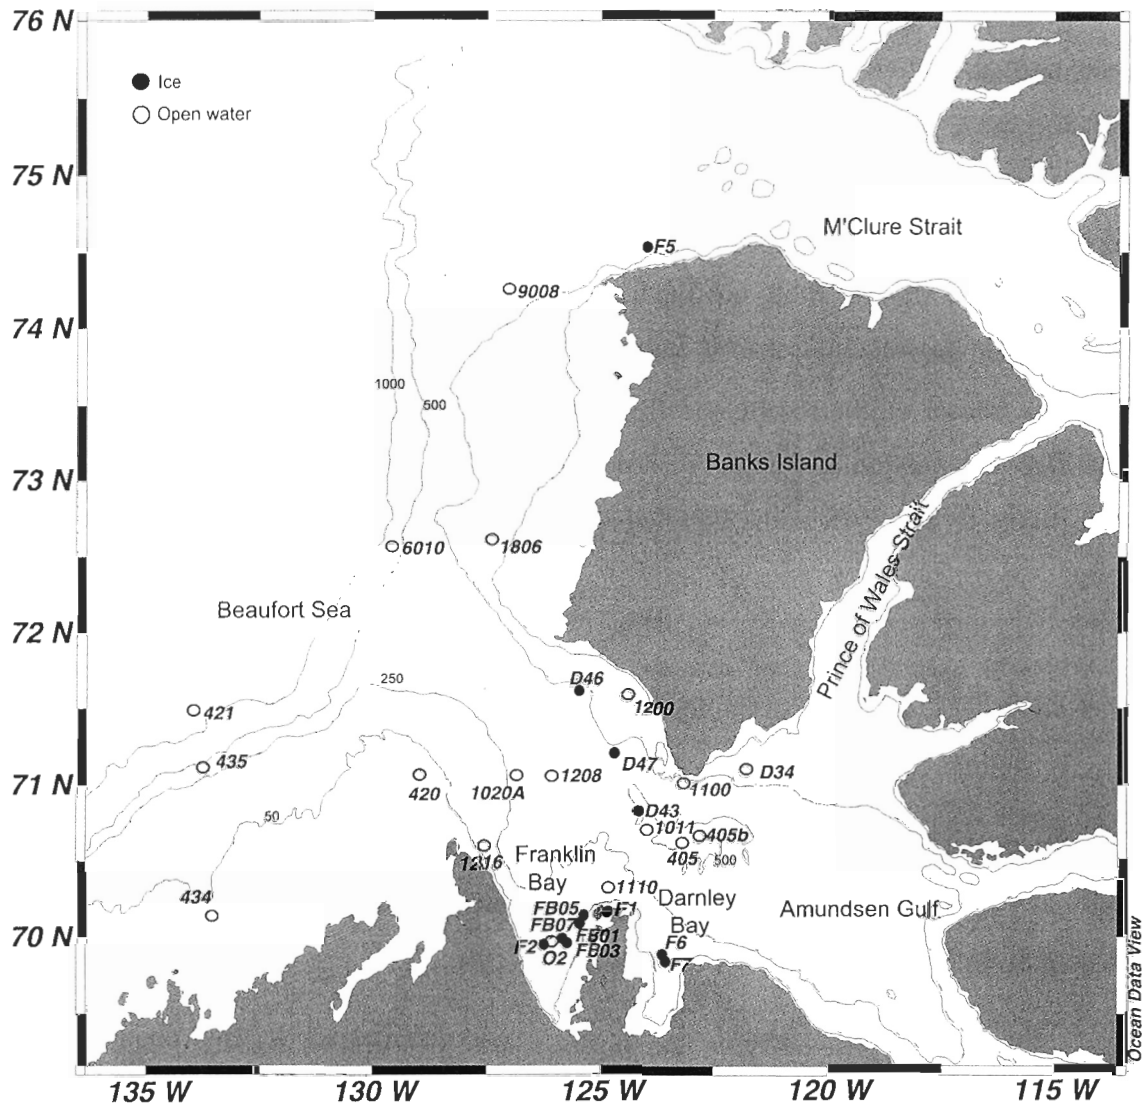 76 N
Ice
Open water
75 N
M'Clure Strait
F5
9008
74 N
1000
500
Banks Island
73 N
6010
1806
Prince of Wales Strait
Beaufort Sea
72 N
D46
250
1200
421
435
D47
D34
71 N
420
1020A
1208
1100
D43
50
1011
405b
405
500
1216
Franklin
Bay
434
1110
Darnley
Bay
Amundsen Gulf
FB05
F1
FB07
70 N
FB01
F2
O2
FB03
F6
F7
Ocean Data View
135 W
130 W
125 W
120 W
115 W